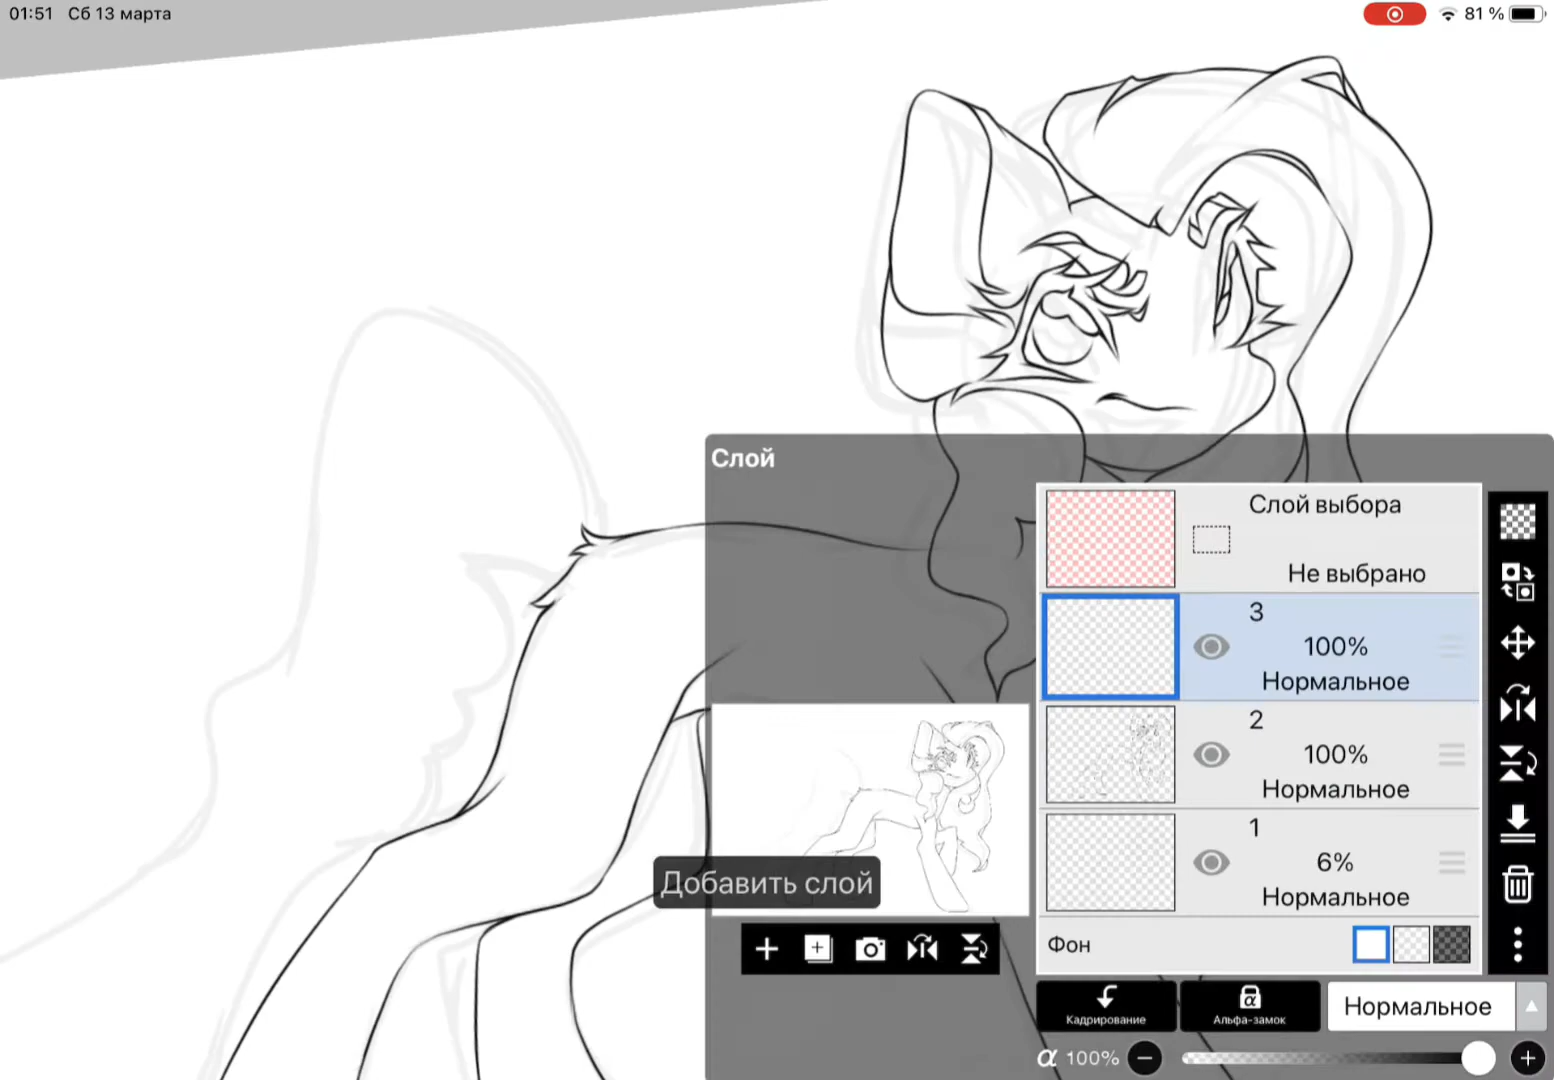 01:51 Сб 13 марта
81 %
Слой
Слой выбора
Не выбрано
3
100%
Нормальное
2
100%
Нормальное
1
6%
Нормальное
Добавить слой
Фон
Кадрирование
Альфа-замок
Нормальное
α 100%